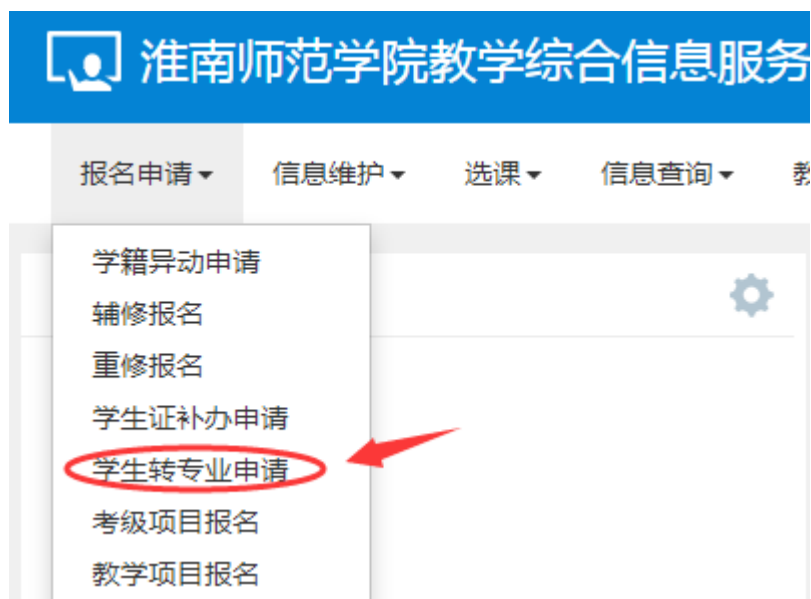 淮南师范学院教学综合信息服务
报名申请 信息维护 选课 信息查询 教
学籍异动申请
辅修报名
重修报名
学生证补办申请
学生转专业申请
考级项目报名
教学项目报名